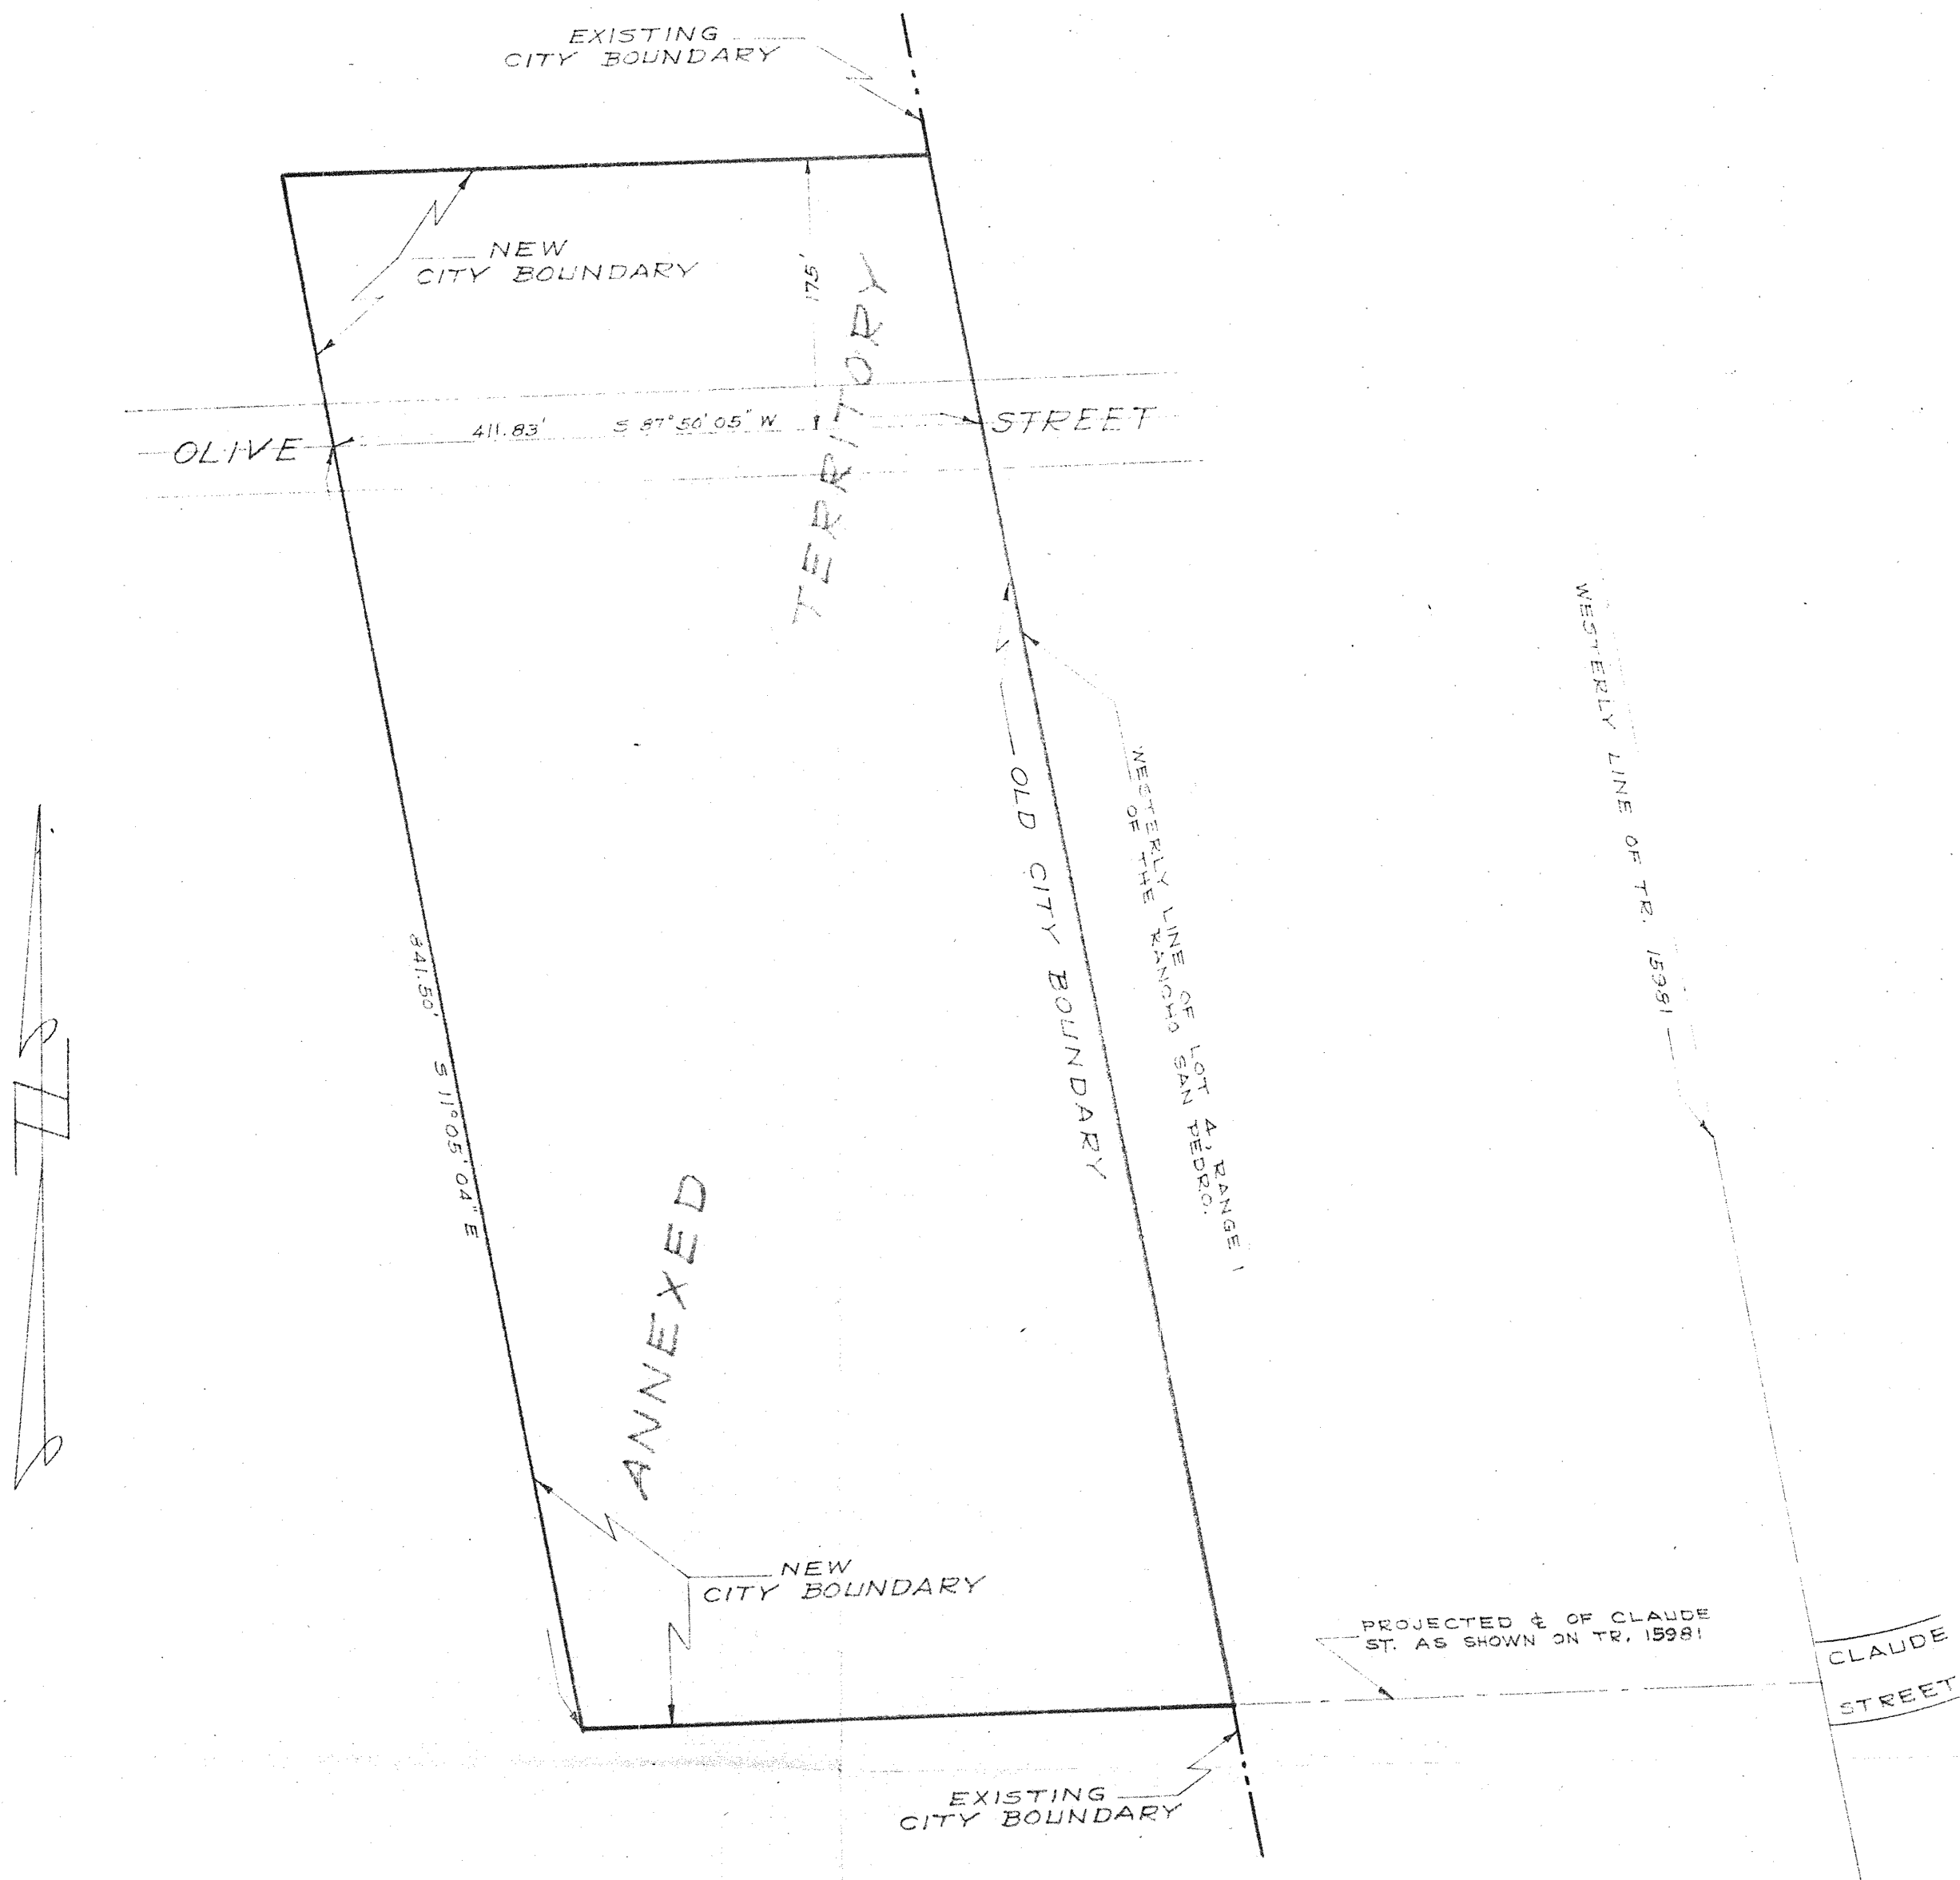 EXISTING
CITY BOUNDARY
NEW
CITY BOUNDARY
175'
TERRITORY
411.83' S 87° 50' 05" W
OLIVE
STREET
WESTERLY LINE OF TR. 15981
OLD CITY BOUNDARY
WESTERLY LINE OF LOT 4, RANGE 1
OF THE RANCHO SAN PEDRO.
841.50' S 11° 05' 04" E
ANNEXED
NEW
CITY BOUNDARY
PROJECTED ℄ OF CLAUDE
ST. AS SHOWN ON TR. 15981
CLAUDE
STREET
EXISTING
CITY BOUNDARY